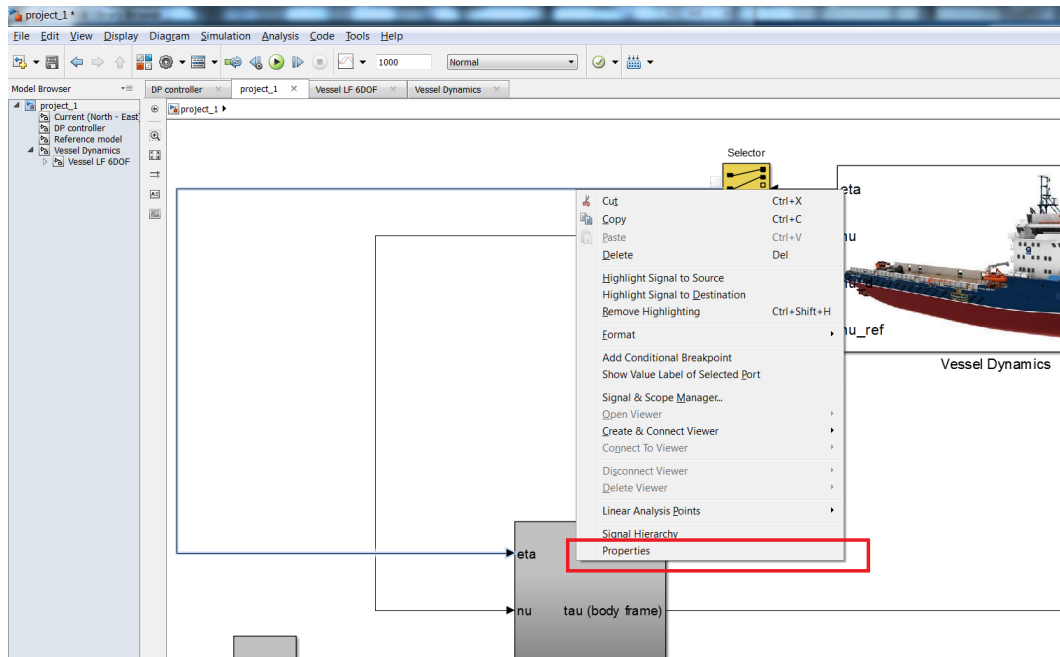 project_1 *
File Edit View Display Diagram Simulation Analysis Code Tools Help
1000
Normal
Model Browser
DP controller
project_1
Vessel LF 6DOF
Vessel Dynamics
project_1
project_1
Current (North - East
DP controller
Reference model
Vessel Dynamics
Vessel LF 6DOF
Selector
Cut Ctrl+X
Copy Ctrl+C
Paste Ctrl+V
Delete Del
Highlight Signal to Source
Highlight Signal to Destination
Remove Highlighting Ctrl+Shift+H
Format
Add Conditional Breakpoint
Show Value Label of Selected Port
Signal & Scope Manager...
Open Viewer
Create & Connect Viewer
Connect To Viewer
Disconnect Viewer
Delete Viewer
Linear Analysis Points
Signal Hierarchy
Properties
eta
nu
nu_ref
Vessel Dynamics
eta
nu
tau (body frame)